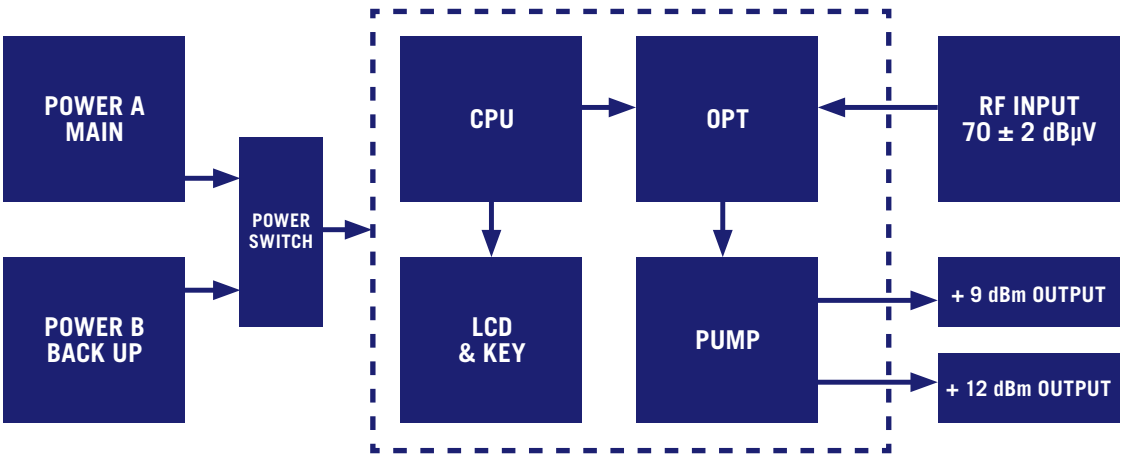 POWER A
MAIN
POWER B
BACK UP
POWER
SWITCH
CPU
OPT
LCD
& KEY
PUMP
RF INPUT
70 ± 2 dBµV
+ 9 dBm OUTPUT
+ 12 dBm OUTPUT